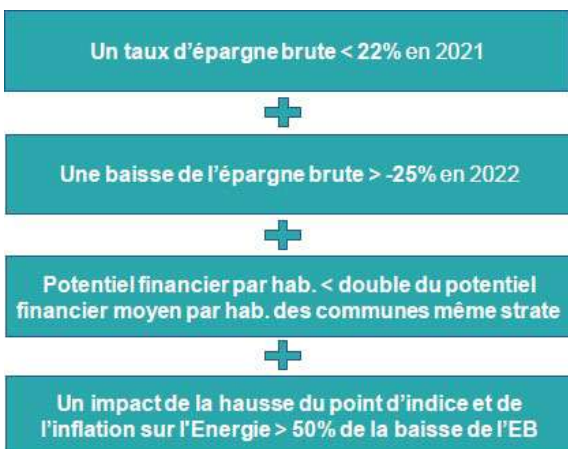 Un taux d'épargne brute < 22% en 2021
Une baisse de l'épargne brute > -25% en 2022
Potentiel financier par hab. < double du potentiel
financier moyen par hab. des communes même strate
Un impact de la hausse du point d'indice et de
l'inflation sur l'Energie > 50% de la baisse de l'EB